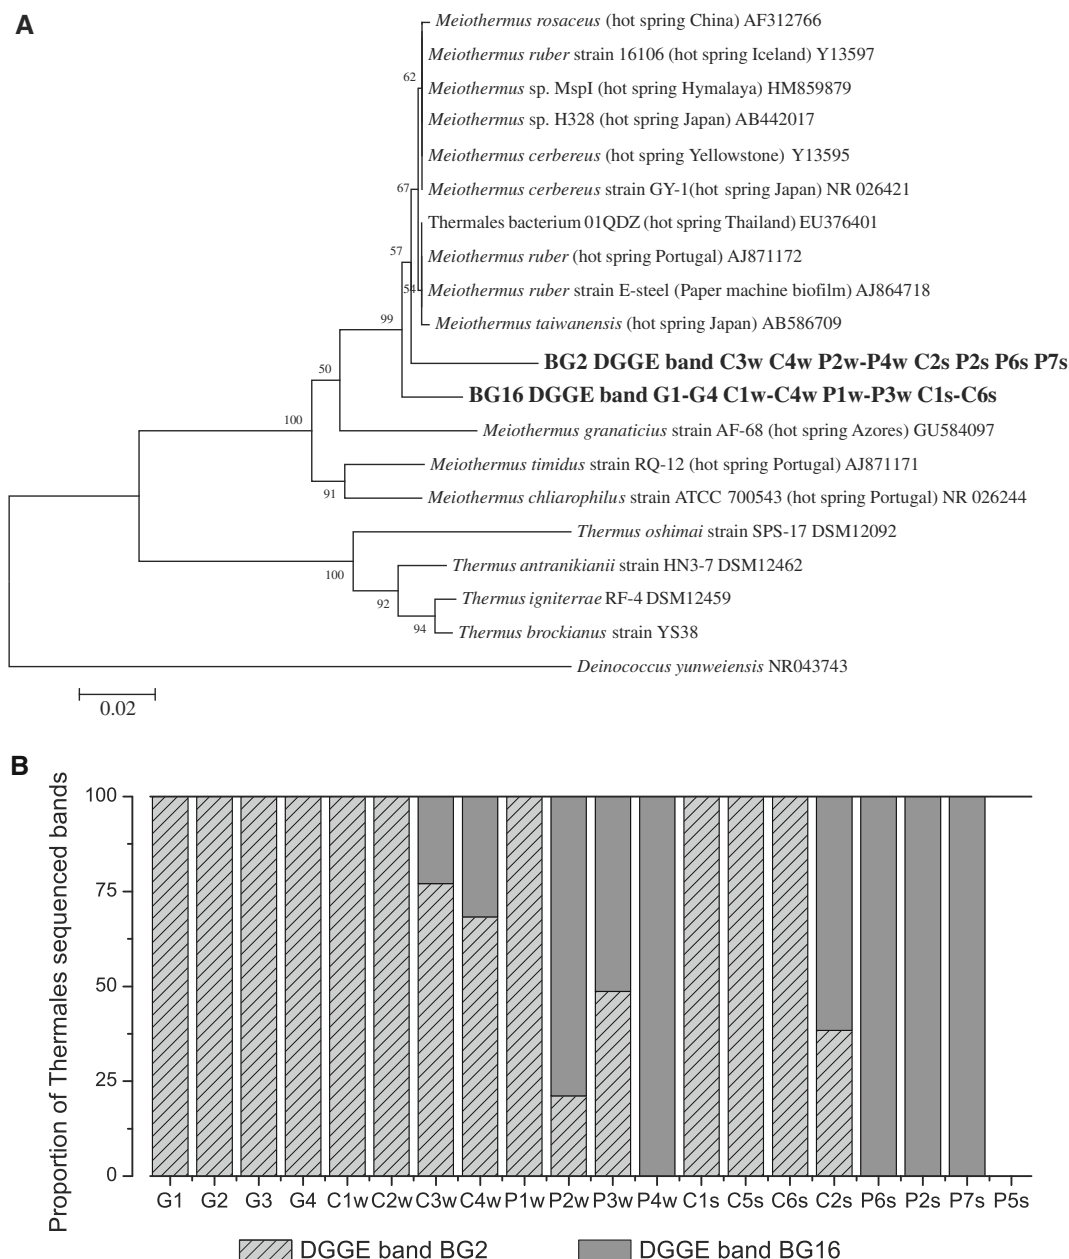 A
Meiothermus rosaceus (hot spring China) AF312766
Meiothermus ruber strain 16106 (hot spring Iceland) Y13597
62
Meiothermus sp. MspI (hot spring Hymalaya) HM859879
Meiothermus sp. H328 (hot spring Japan) AB442017
Meiothermus cerbereus (hot spring Yellowstone) Y13595
67
Meiothermus cerbereus strain GY-1(hot spring Japan) NR 026421
Thermales bacterium 01QDZ (hot spring Thailand) EU376401
57
Meiothermus ruber (hot spring Portugal) AJ871172
54
Meiothermus ruber strain E-steel (Paper machine biofilm) AJ864718
99
Meiothermus taiwanensis (hot spring Japan) AB586709
BG2 DGGE band C3w C4w P2w-P4w C2s P2s P6s P7s
50
BG16 DGGE band G1-G4 C1w-C4w P1w-P3w C1s-C6s
100
Meiothermus granaticius strain AF-68 (hot spring Azores) GU584097
Meiothermus timidus strain RQ-12 (hot spring Portugal) AJ871171
91
Meiothermus chliarophilus strain ATCC 700543 (hot spring Portugal) NR 026244
Thermus oshimai strain SPS-17 DSM12092
100
Thermus antranikianii strain HN3-7 DSM12462
92
Thermus igniterrae RF-4 DSM12459
94
Thermus brockianus strain YS38
Deinococcus yunweiensis NR043743
0.02
B
Proportion of Thermales sequenced bands
100
75
50
25
0
G1 G2 G3 G4 C1w C2w C3w C4w P1w P2w P3w P4w C1s C5s C6s C2s P6s P2s P7s P5s
DGGE band BG2 DGGE band BG16